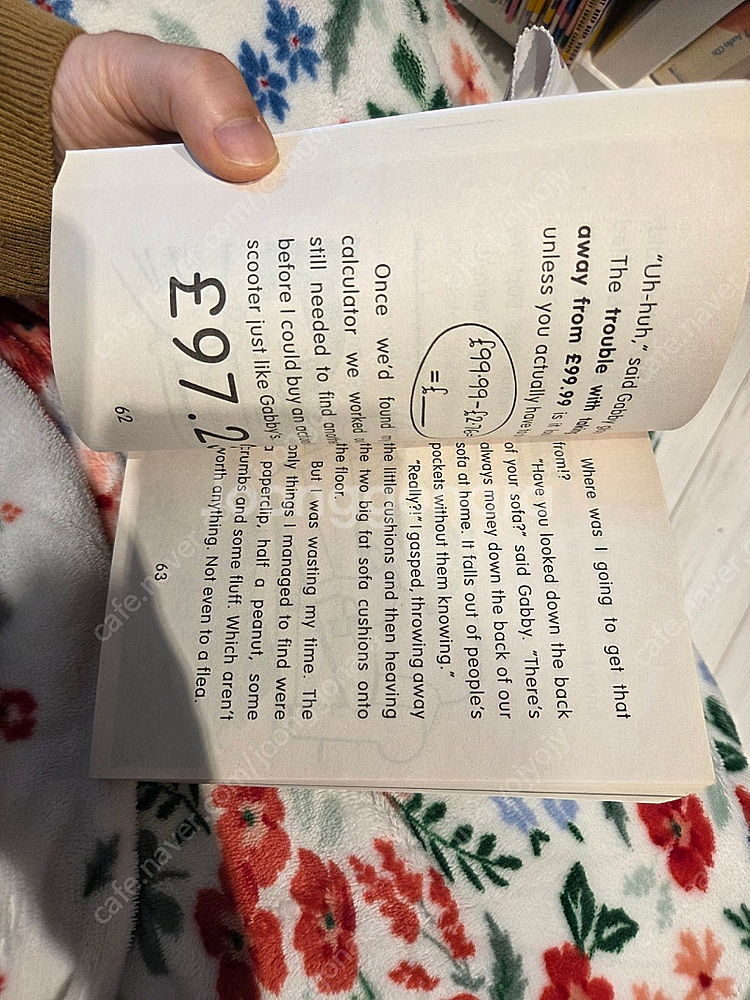 "Uh-huh," said Gabby
The trouble with
away from £99.99 is
unless you actually have
£99.99-£2.76
= £__
Once we'd found
calculator we worked
still needed to find
before I could buy an
scooter just like Gabby's
£97.2
62
Where was I going to get that
from!?
"Have you looked down the back
of your sofa?" said Gabby. "There's
always money down the back of our
sofa at home. It falls out of people's
pockets without them knowing."
"Really?!" I gasped, throwing away
the little cushions and then heaving
the two big fat sofa cushions onto
the floor.
But I was wasting my time. The
only things I managed to find were
a paperclip, half a peanut, some
crumbs and some fluff. Which aren't
worth anything. Not even to a flea.
63